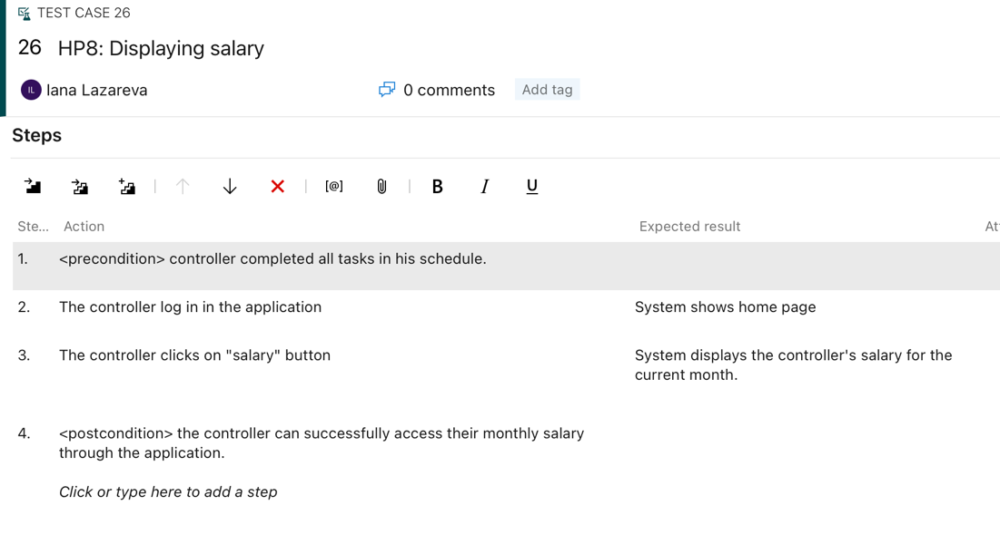 TEST CASE 26
26 HP8: Displaying salary
IL Iana Lazareva 0 comments Add tag
Steps
[@] B I U
Ste... Action Expected result At
1. <precondition> controller completed all tasks in his schedule.
2. The controller log in in the application System shows home page
3. The controller clicks on "salary" button System displays the controller's salary for the
current month.
4. <postcondition> the controller can successfully access their monthly salary
through the application.
Click or type here to add a step